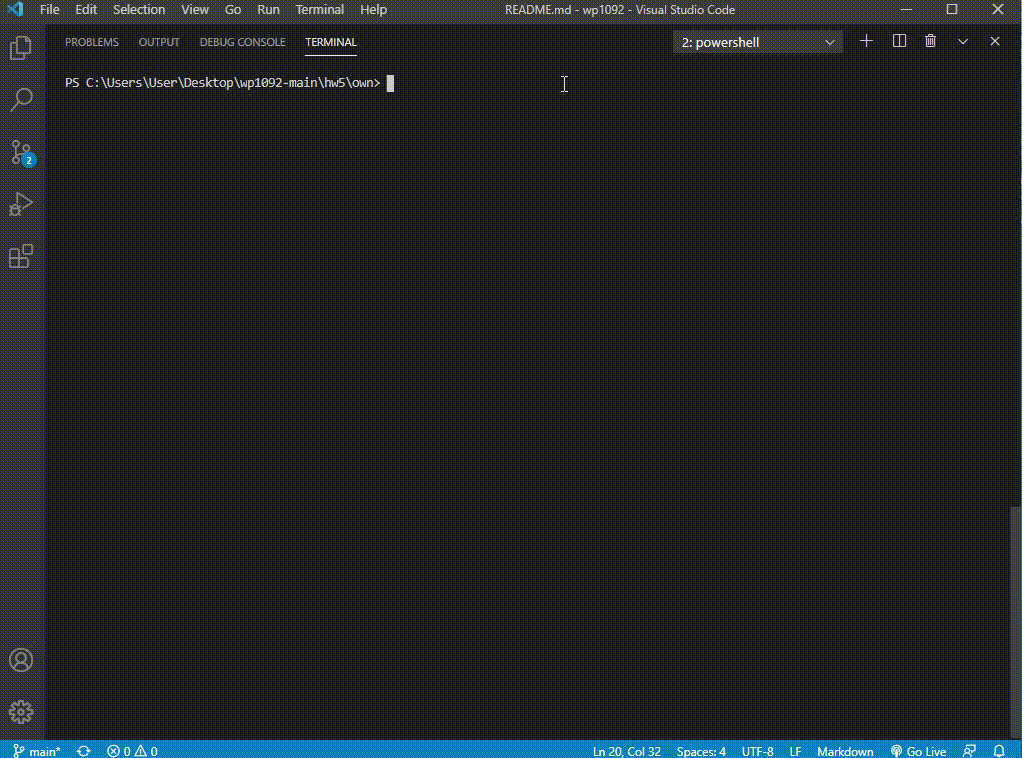 File Edit Selection View Go Run Terminal Help README.md - wp1092 - Visual Studio Code
PROBLEMS OUTPUT DEBUG CONSOLE TERMINAL 2: powershell
PS C:\Users\User\Desktop\wp1092-main\hw5\own>
2
main* 0 0 Ln 20, Col 32 Spaces: 4 UTF-8 LF Markdown Go Live